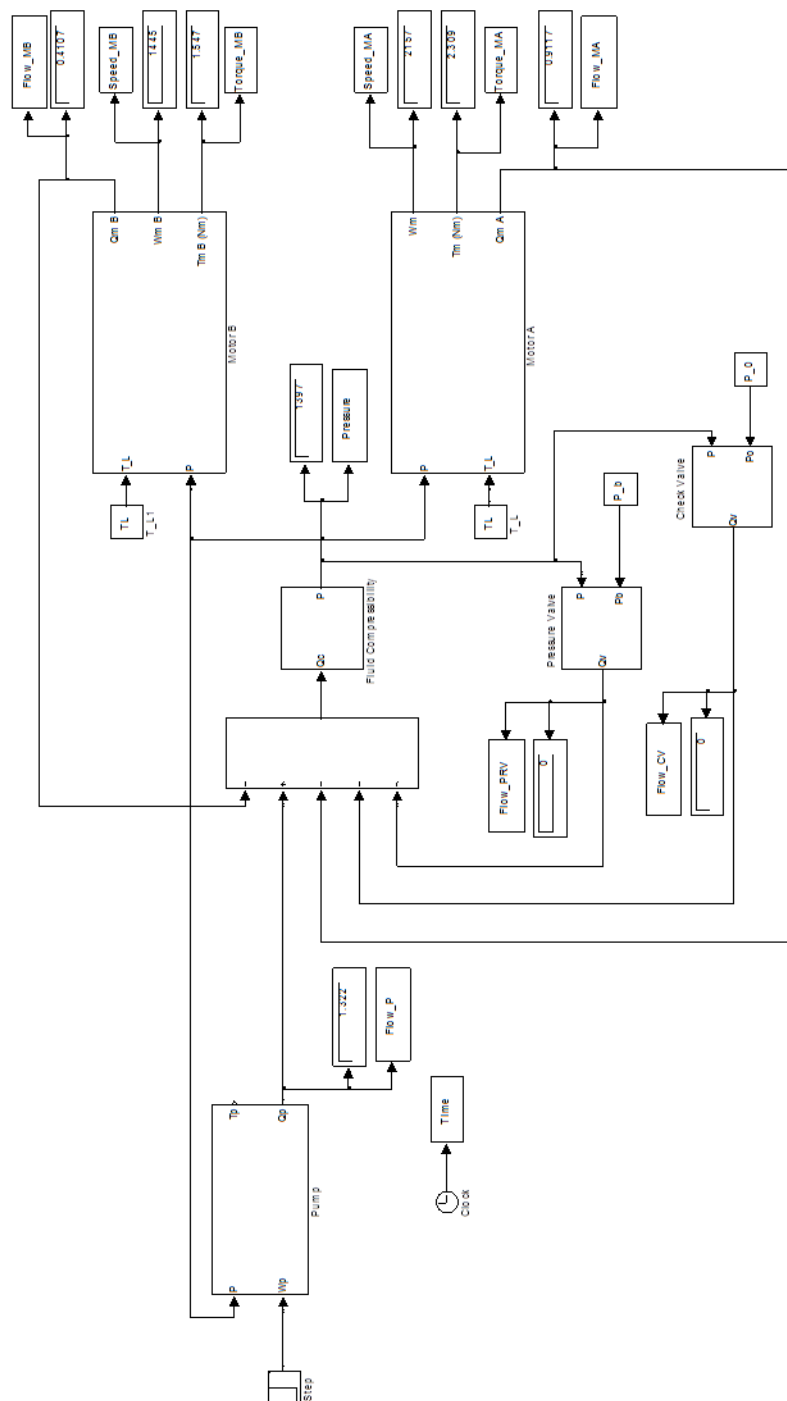 Flow_MB
0.4107
Speed_MB
1445
1.547
Torque_MB
Qm B
Wm B
Tm B (Nm)
T_L
P
Motor B
TL
T_L1
Speed_MA
2157
2.309
Torque_MA
0.9117
Flow_MA
Wm
Tm (Nm)
Qm A
P
T_L
Motor A
TL
T_L
1397
Pressure
Qc
P
Fluid Compressibility
P_b
P
Pb
Qv
Pressure Valve
P_0
P
Po
Qv
Check Valve
Flow_PRV
0
Flow_CV
0
-
+
-
-
-
1.322
Flow_P
Tp
Qp
P
Wp
Pump
Time
Clock
Step